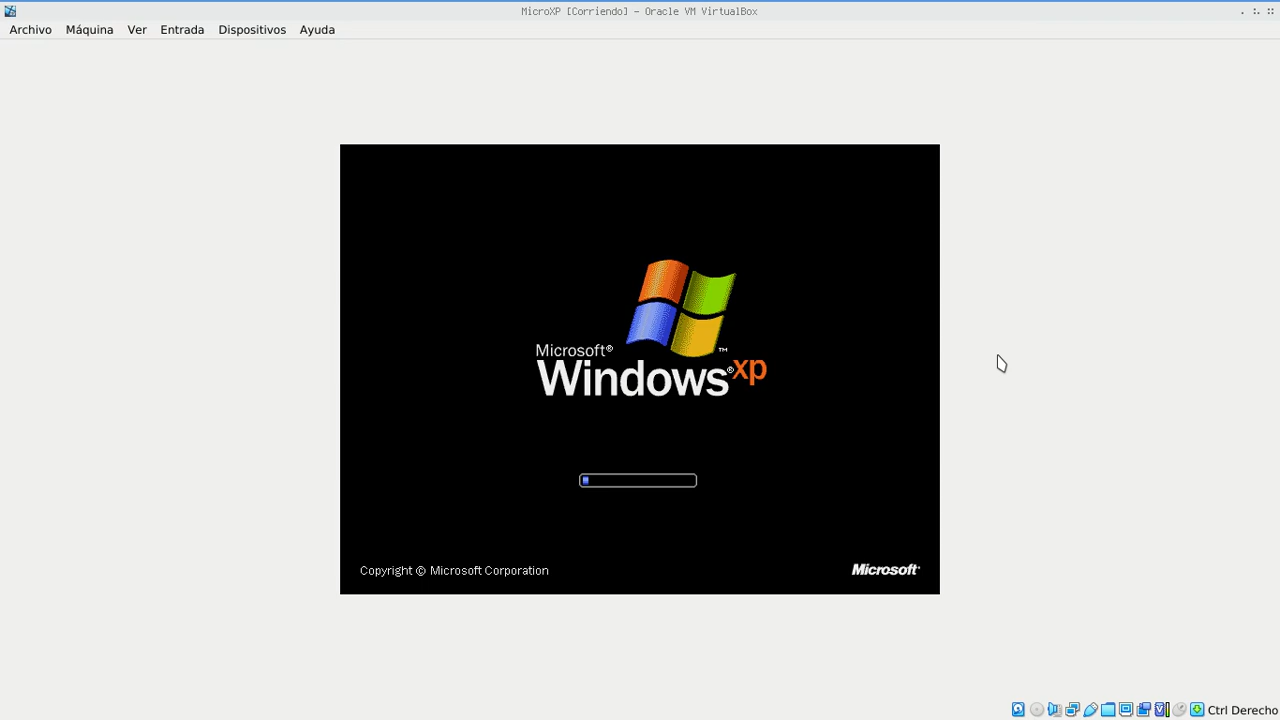 MicroXP [Corriendo] - Oracle VM VirtualBox
Archivo Máquina Ver Entrada Dispositivos Ayuda
Microsoft®
Windows® xp ™
Copyright © Microsoft Corporation
Microsoft®
Ctrl Derecho